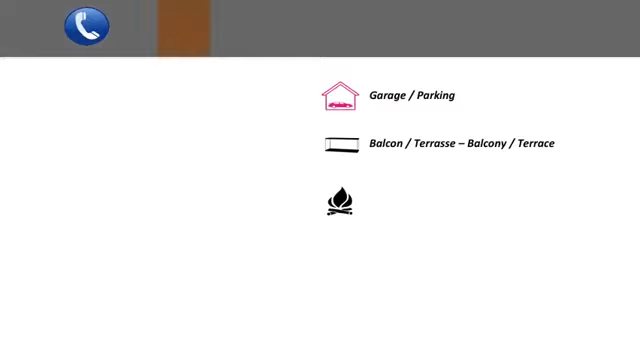 Garage / Parking
Balcon / Terrasse – Balcony / Terrace